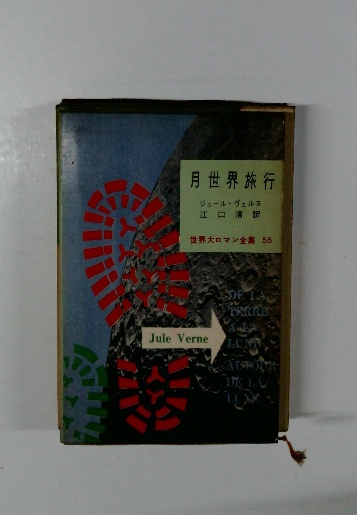 月世界旅行
ジュール・ヴェルヌ
江口清訳
世界大ロマン全集 55
Jule Verne
DE LA
TERRE
A LA
LUNE
AUTOUR
DE LA
LUNE